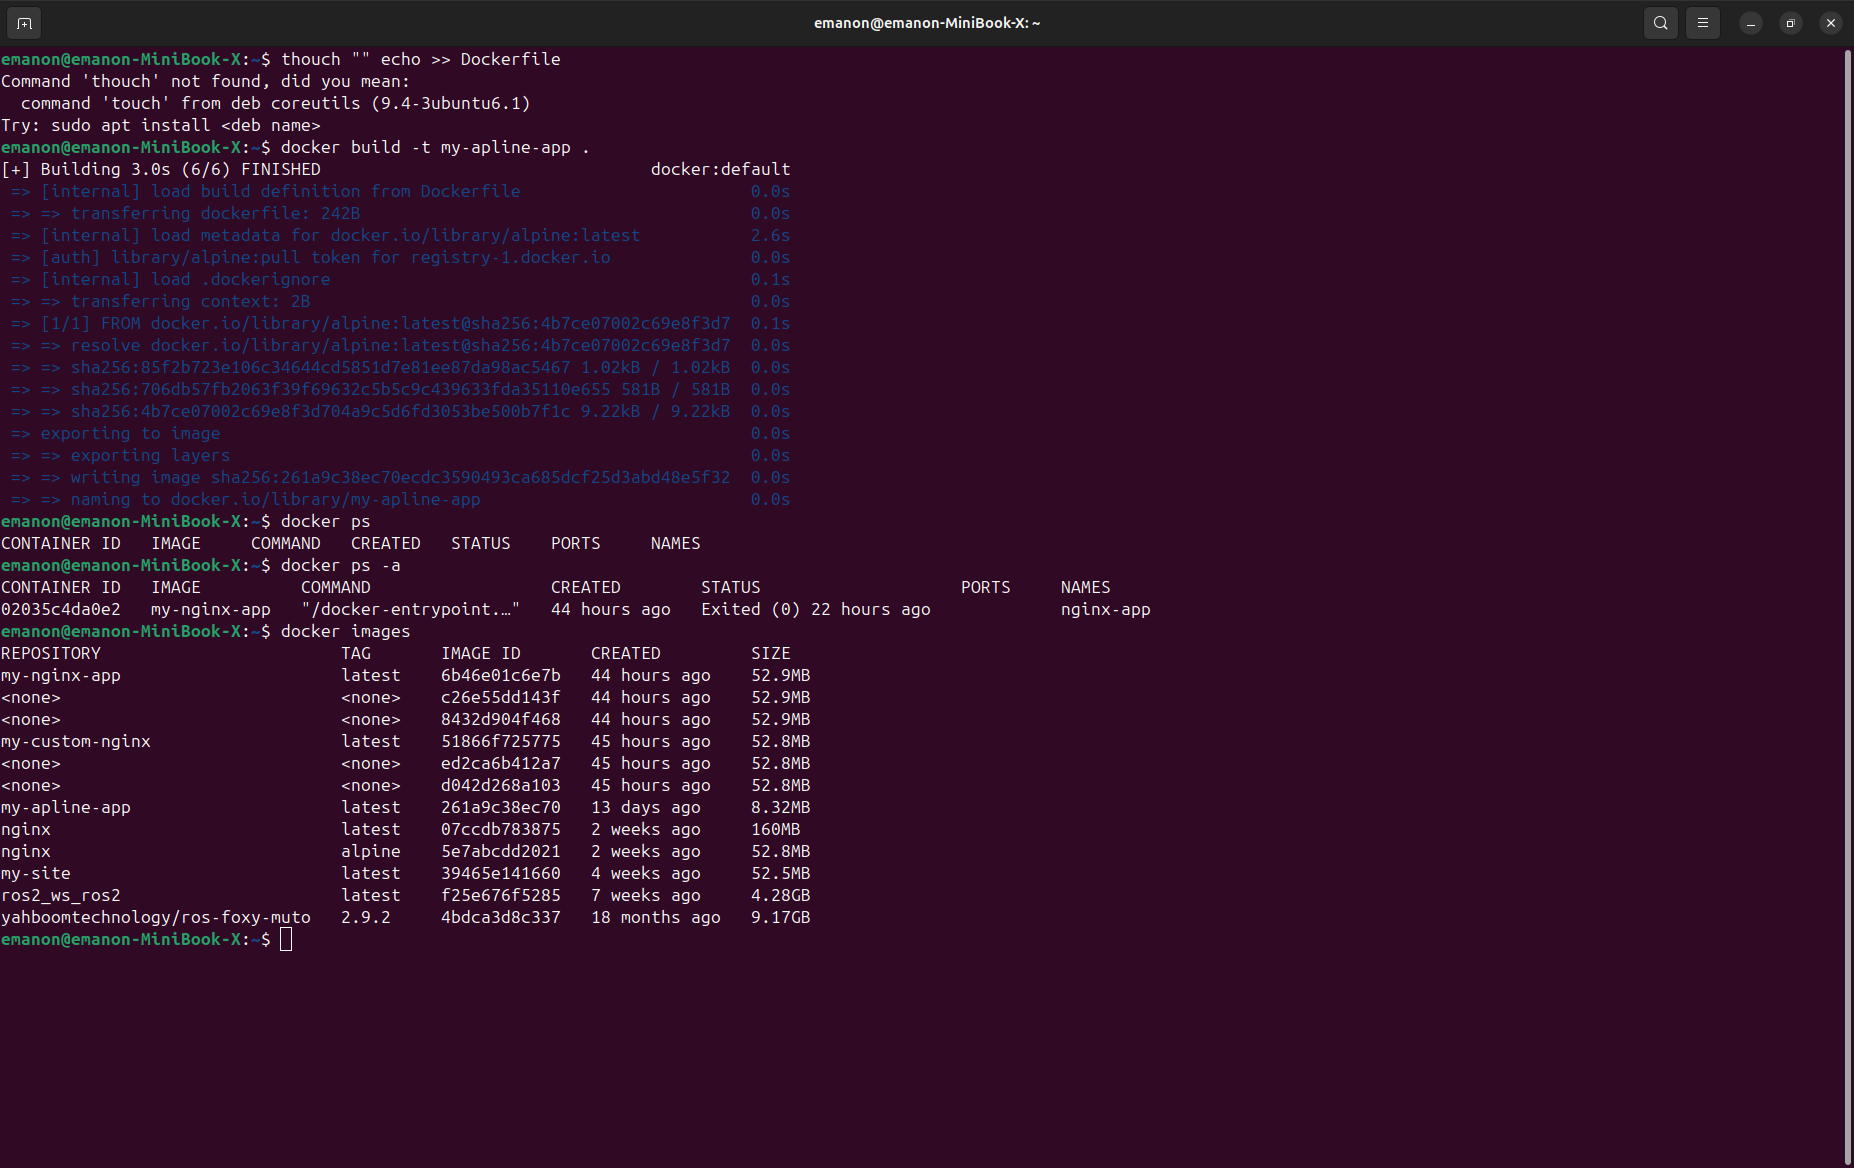 emanon@emanon-MiniBook-X: ~
emanon@emanon-MiniBook-X:~$ thouch "" echo >> Dockerfile
Command 'thouch' not found, did you mean:
  command 'touch' from deb coreutils (9.4-3ubuntu6.1)
Try: sudo apt install <deb name>
emanon@emanon-MiniBook-X:~$ docker build -t my-apline-app .
[+] Building 3.0s (6/6) FINISHED                                 docker:default
 => [internal] load build definition from Dockerfile                       0.0s
 => => transferring dockerfile: 242B                                       0.0s
 => [internal] load metadata for docker.io/library/alpine:latest           2.6s
 => [auth] library/alpine:pull token for registry-1.docker.io              0.0s
 => [internal] load .dockerignore                                          0.1s
 => => transferring context: 2B                                            0.0s
 => [1/1] FROM docker.io/library/alpine:latest@sha256:4b7ce07002c69e8f3d7  0.1s
 => => resolve docker.io/library/alpine:latest@sha256:4b7ce07002c69e8f3d7  0.0s
 => => sha256:85f2b723e106c34644cd5851d7e81ee87da98ac5467 1.02kB / 1.02kB  0.0s
 => => sha256:706db57fb2063f39f69632c5b5c9c439633fda35110e655 581B / 581B  0.0s
 => => sha256:4b7ce07002c69e8f3d704a9c5d6fd3053be500b7f1c 9.22kB / 9.22kB  0.0s
 => exporting to image                                                     0.0s
 => => exporting layers                                                    0.0s
 => => writing image sha256:261a9c38ec70ecdc3590493ca685dcf25d3abd48e5f32  0.0s
 => => naming to docker.io/library/my-apline-app                           0.0s
emanon@emanon-MiniBook-X:~$ docker ps
CONTAINER ID   IMAGE     COMMAND   CREATED   STATUS    PORTS     NAMES
emanon@emanon-MiniBook-X:~$ docker ps -a
CONTAINER ID   IMAGE          COMMAND                  CREATED        STATUS                    PORTS     NAMES
02035c4da0e2   my-nginx-app   "/docker-entrypoint.…"   44 hours ago   Exited (0) 22 hours ago             nginx-app
emanon@emanon-MiniBook-X:~$ docker images
REPOSITORY                        TAG       IMAGE ID       CREATED         SIZE
my-nginx-app                      latest    6b46e01c6e7b   44 hours ago    52.9MB
<none>                            <none>    c26e55dd143f   44 hours ago    52.9MB
<none>                            <none>    8432d904f468   44 hours ago    52.9MB
my-custom-nginx                   latest    51866f725775   45 hours ago    52.8MB
<none>                            <none>    ed2ca6b412a7   45 hours ago    52.8MB
<none>                            <none>    d042d268a103   45 hours ago    52.8MB
my-apline-app                     latest    261a9c38ec70   13 days ago     8.32MB
nginx                             latest    07ccdb783875   2 weeks ago     160MB
nginx                             alpine    5e7abcdd2021   2 weeks ago     52.8MB
my-site                           latest    39465e141660   4 weeks ago     52.5MB
ros2_ws_ros2                      latest    f25e676f5285   7 weeks ago     4.28GB
yahboomtechnology/ros-foxy-muto   2.9.2     4bdca3d8c337   18 months ago   9.17GB
emanon@emanon-MiniBook-X:~$